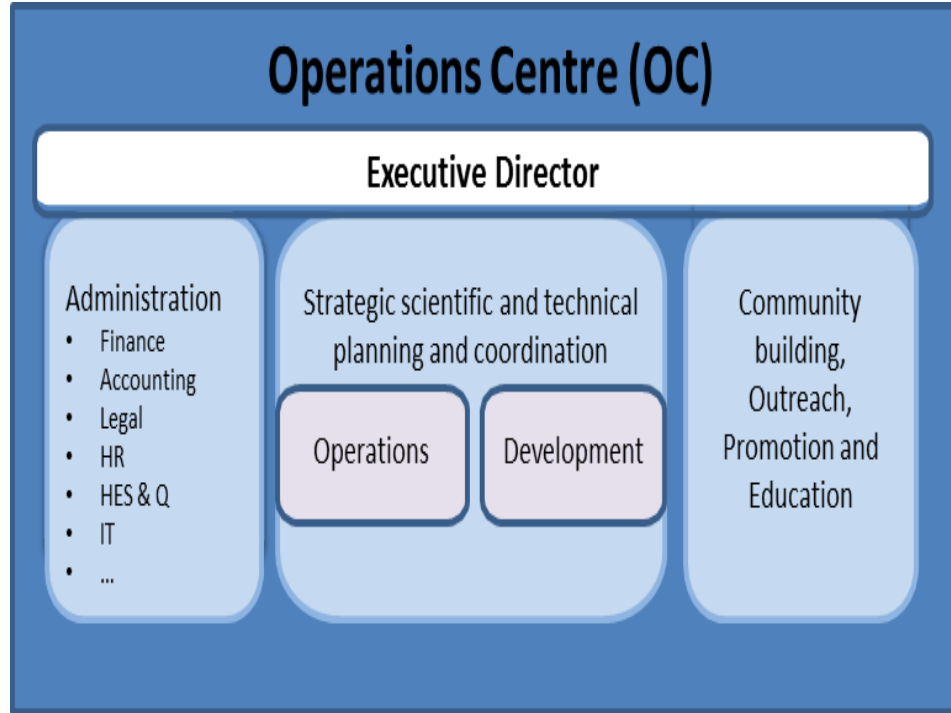 Operations Centre (OC)
Executive Director
Administration
• Finance
• Accounting
• Legal
• HR
• HES & Q
• IT
• ...
Strategic scientific and technical
planning and coordination
Operations
Development
Community
building,
Outreach,
Promotion and
Education